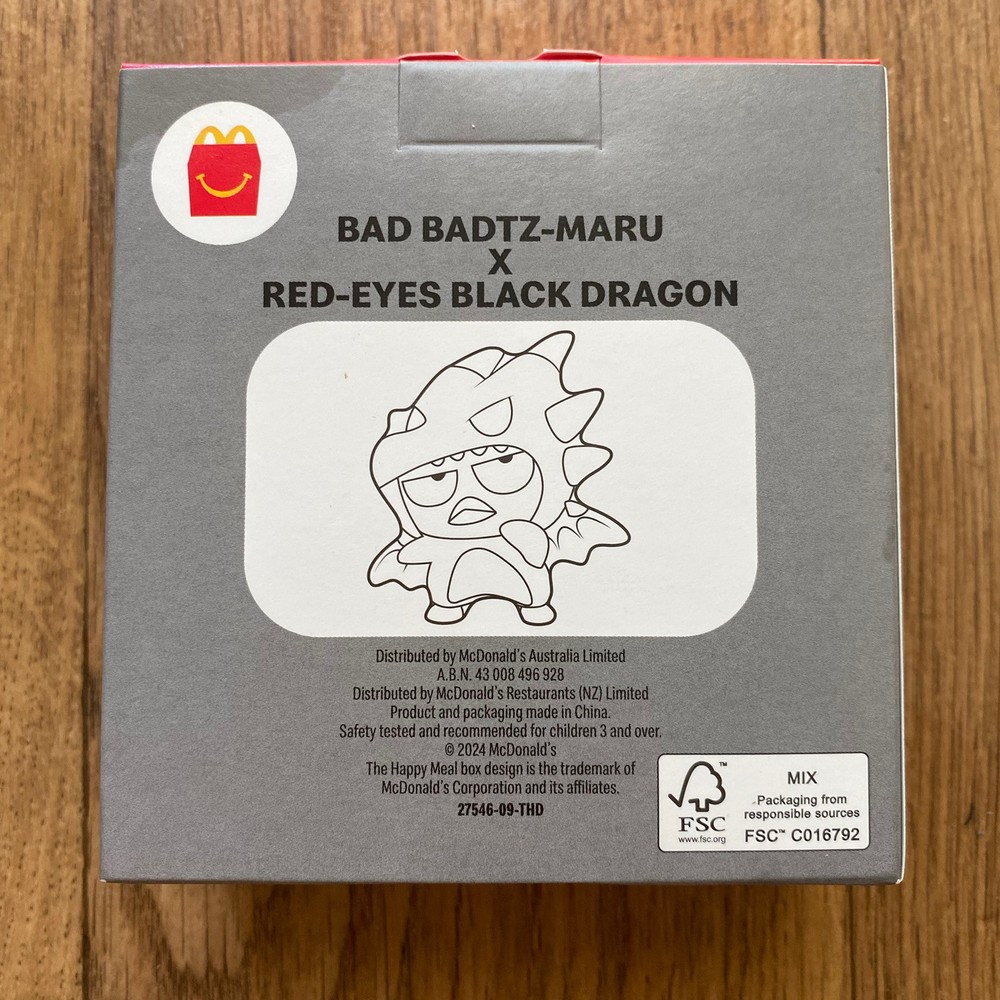 BAD BADTZ-MARU
X
RED-EYES BLACK DRAGON
Distributed by McDonald's Australia Limited
A.B.N. 43 008 496 928
Distributed by McDonald's Restaurants (NZ) Limited
Product and packaging made in China.
Safety tested and recommended for children 3 and over.
© 2024 McDonald's
The Happy Meal box design is the trademark of
McDonald's Corporation and its affiliates.
27546-09-THD
™
FSC
www.fsc.org
MIX
Packaging from
responsible sources
FSC™ C016792